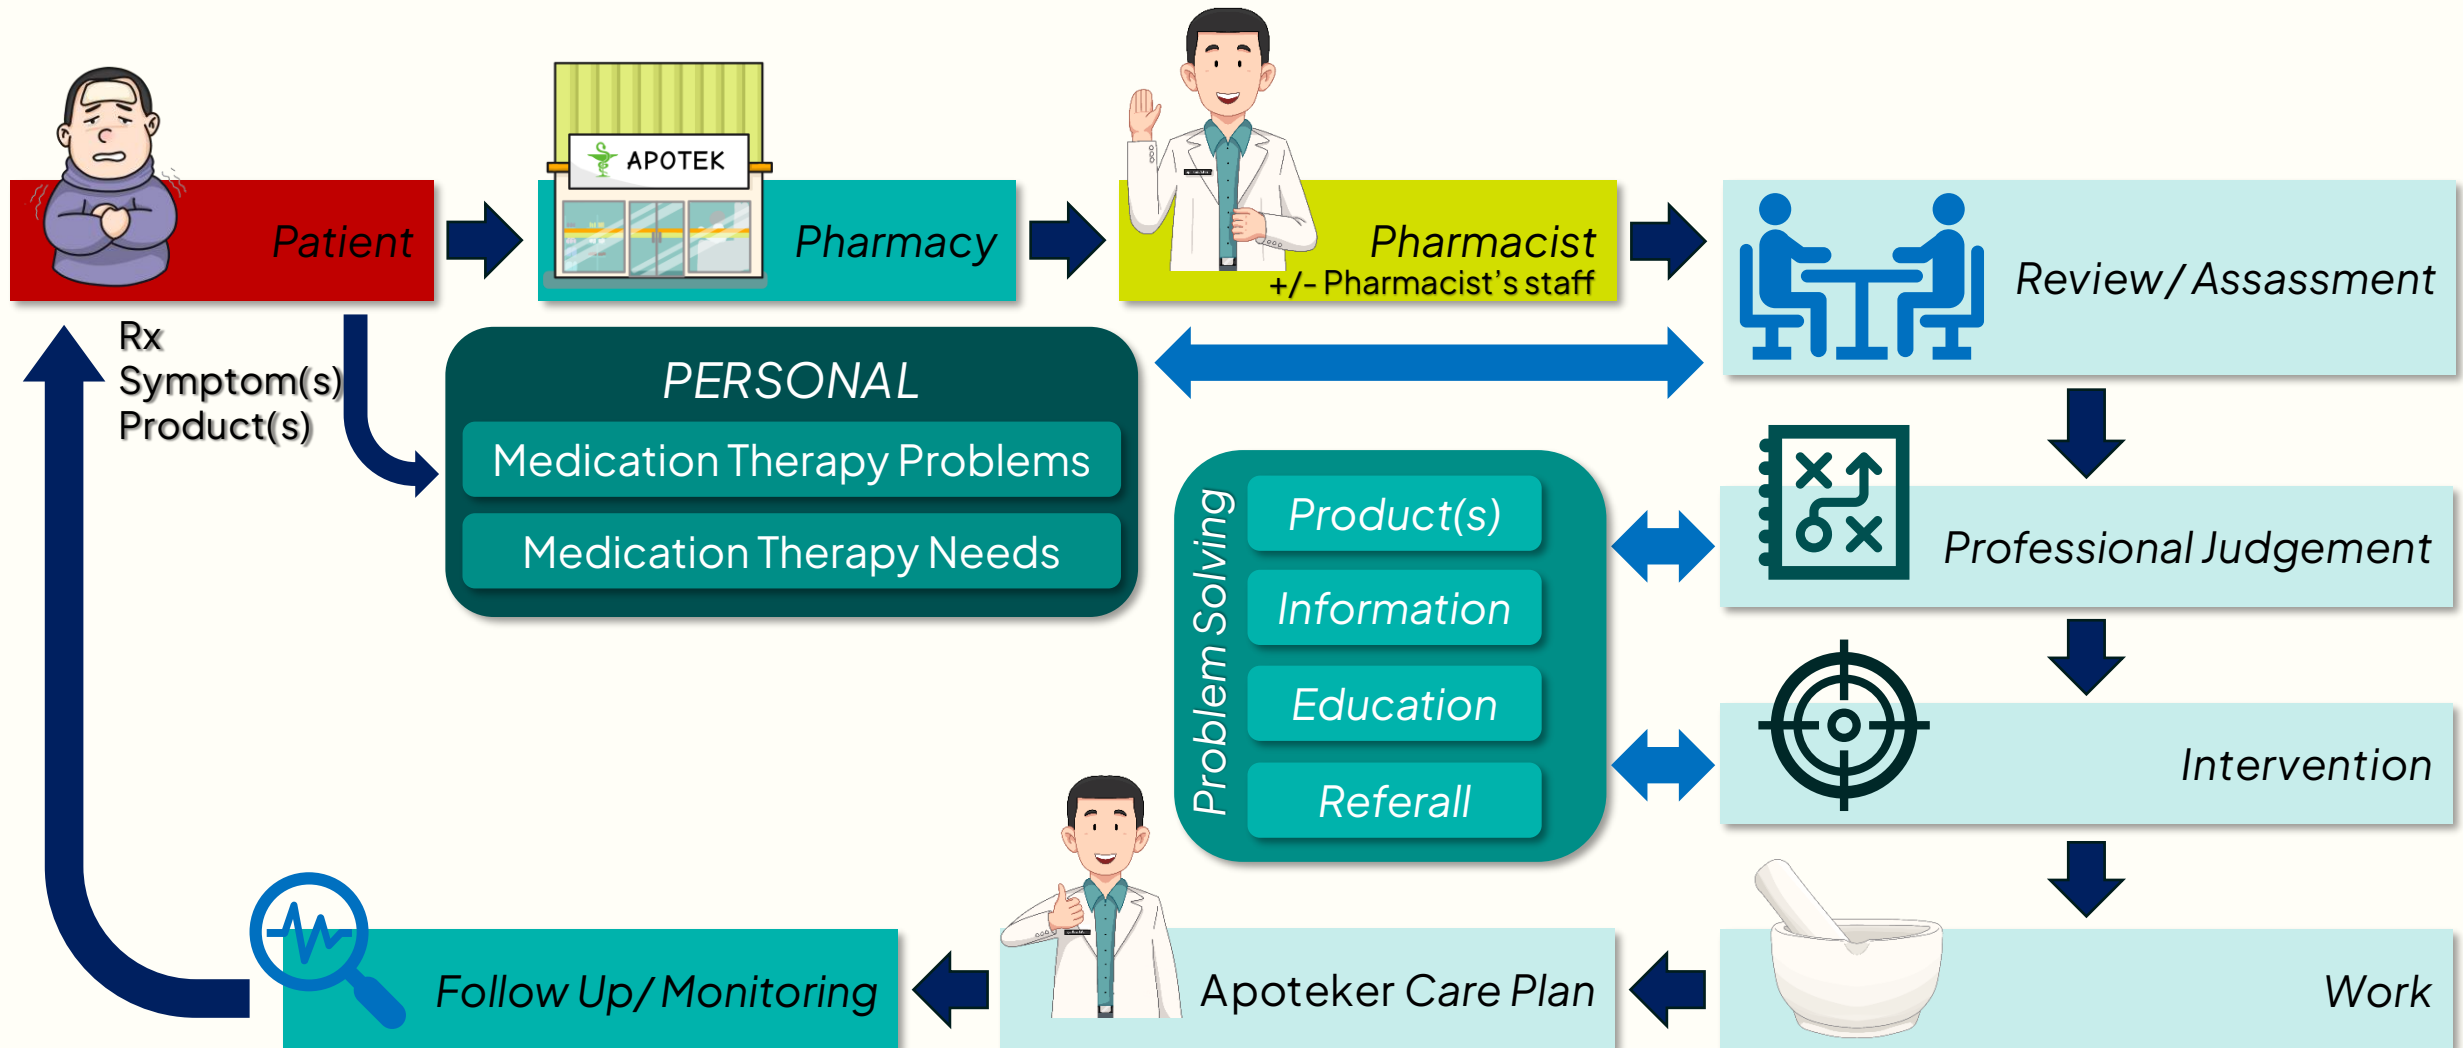 APOTEK
Patient
Pharmacy
Pharmacist
+/- Pharmacist's staff
Review/ Assassment
Rx
Symptom(s)
Product(s)
PERSONAL
Medication Therapy Problems
Medication Therapy Needs
Problem Solving
Product(s)
Information
Education
Referall
Professional Judgement
Intervention
Work
Apoteker Care Plan
Follow Up/ Monitoring